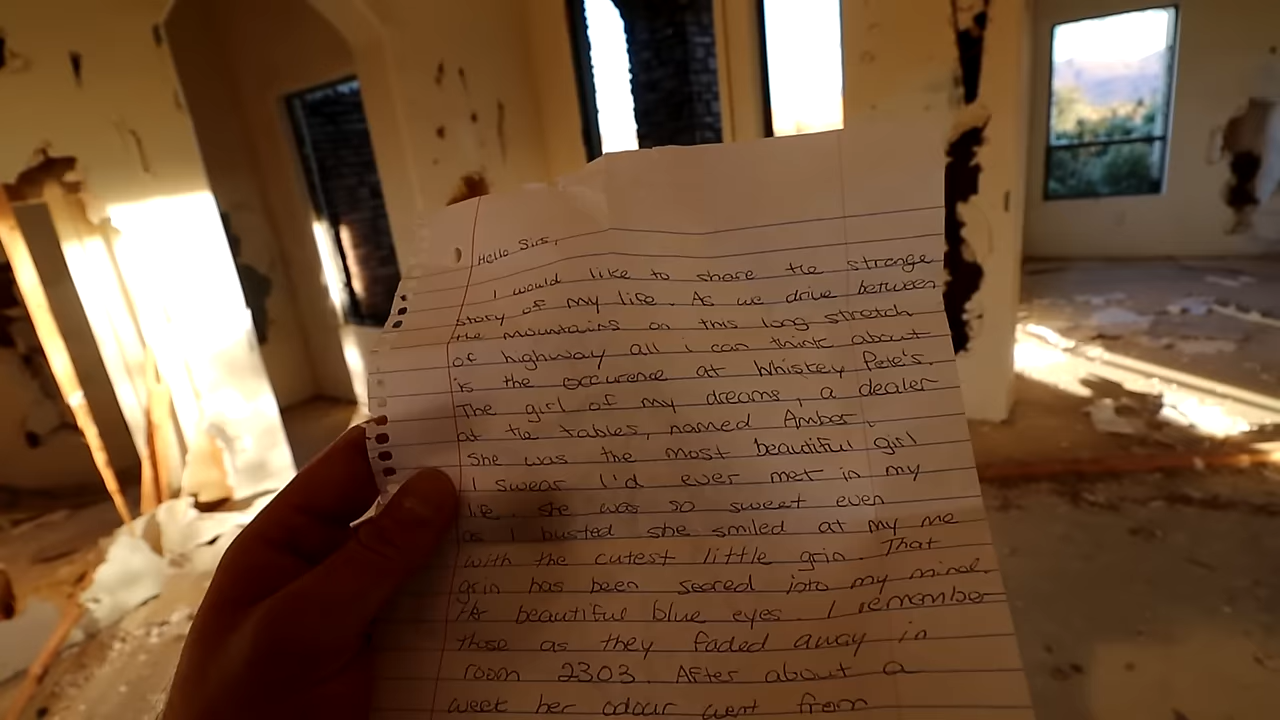 Hello Sirs,
I would like to share the strange
story of my life. As we drive between
the mountains on this long stretch
of highway all i can think about
is the occurence at Whiskey Pete's.
The girl of my dreams, a dealer
at the tables, named Amber.
She was the most beautiful girl
I swear I'd ever met in my
life. she was so sweet even
as I busted she smiled at my me
with the cutest little grin. That
grin has been seared into my mind.
beautiful blue eyes. I remember
those as they faded away in
room 2303. After about a
week her odour went from